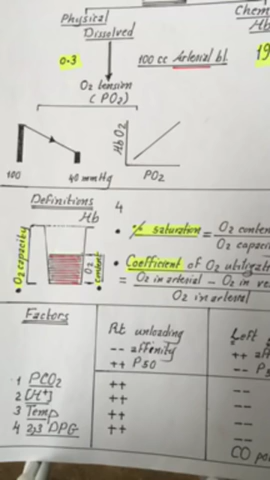 Physical
Dissolved
Chem
Hb
0.3
100 cc Arterial bl.
19
O2 tension
(PO2)
HbO2
100
40 mmHg
PO2
Definitions
Hb
4
O2 capacity
O2 content
• % saturation = O2 conten
O2 capaci
• Coefficient of O2 utiligati
= O2 in arterial - O2 in ve
O2 in arterial
Factors
Rt unloading
-- affinity
++ P50
Left
++ aff
-- P5
1 PCO2
++
--
2 [H+]
++
--
3 Temp
++
--
4 2,3 DPG
++
--
CO poi